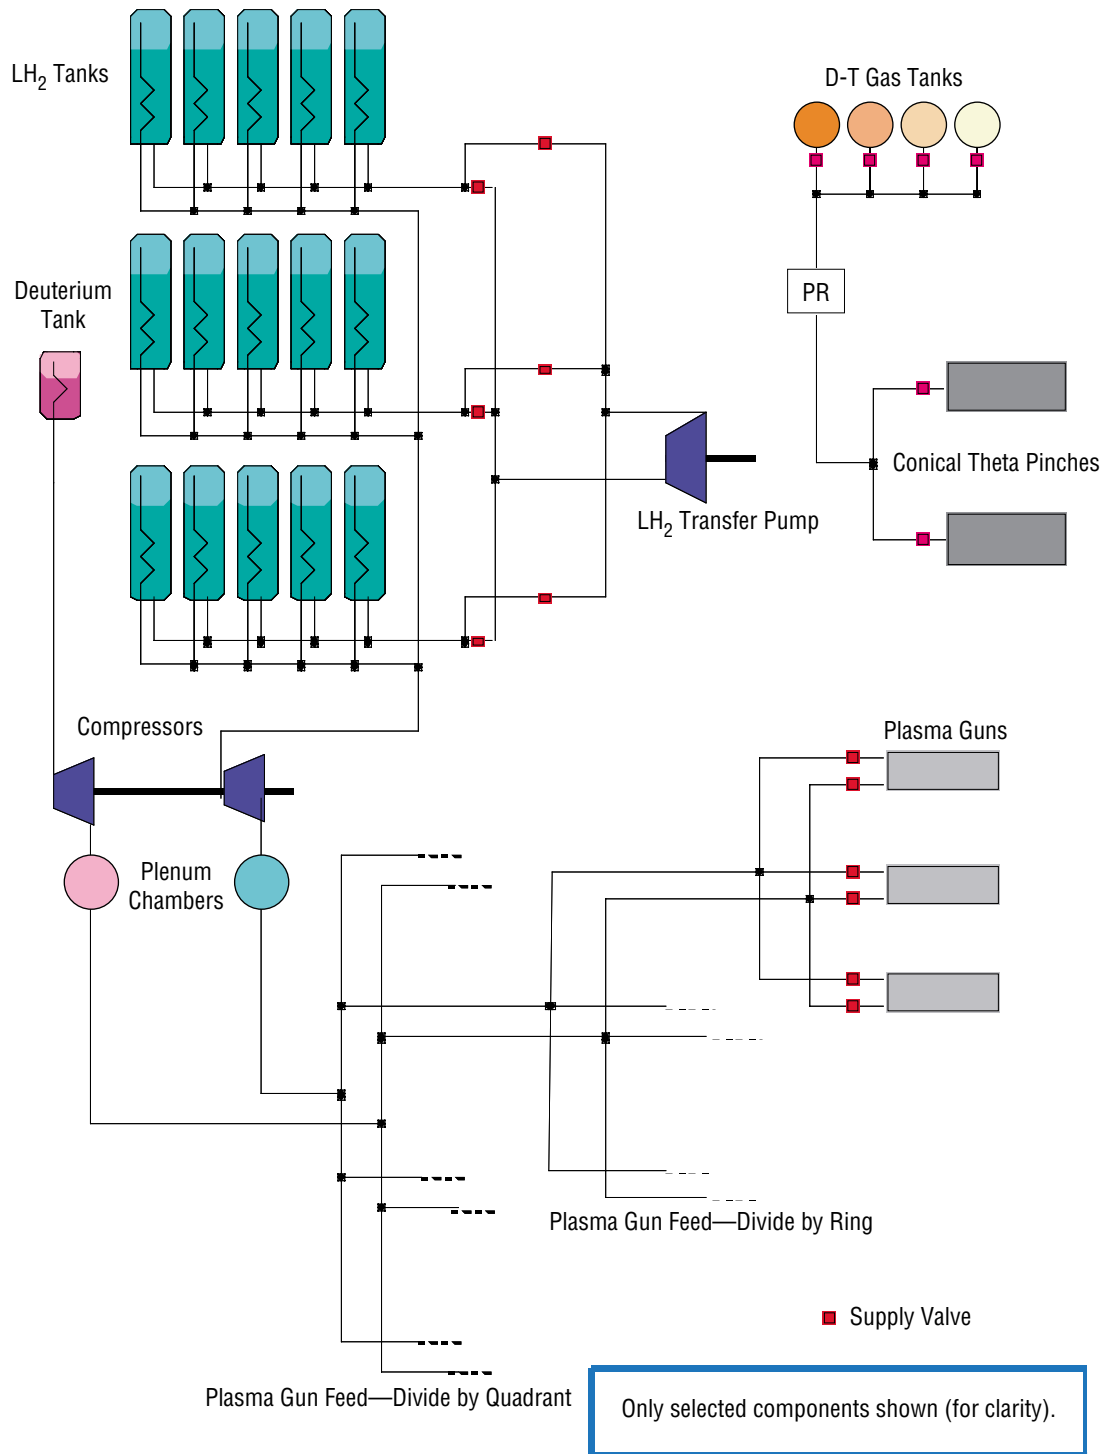 LH2 Tanks
D-T Gas Tanks
Deuterium
Tank
PR
Conical Theta Pinches
LH2 Transfer Pump
Compressors
Plasma Guns
Plenum
Chambers
Plasma Gun Feed—Divide by Ring
Supply Valve
Plasma Gun Feed—Divide by Quadrant
Only selected components shown (for clarity).